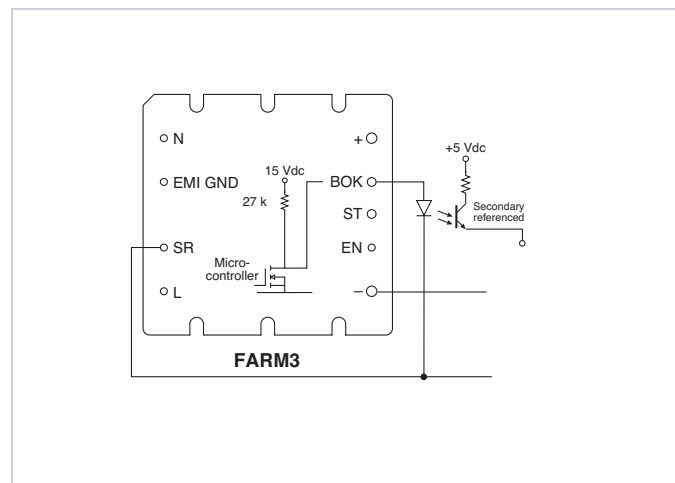 N
EMI GND
SR
L
15 Vdc
27 k
Micro-
controller
+
BOK
ST
EN
–
+5 Vdc
Secondary
referenced
FARM3